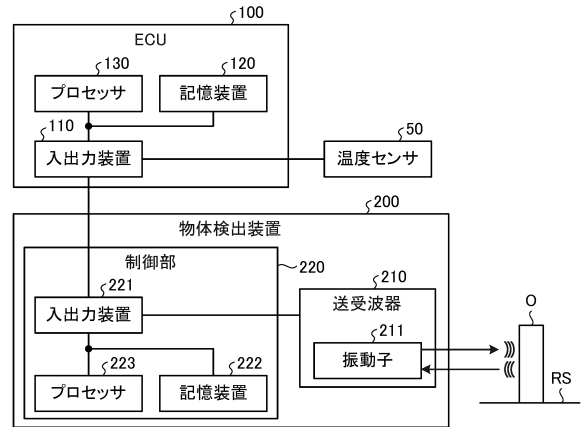 100
ECU
130
プロセッサ
120
記憶装置
110
入出力装置
50
温度センサ
200
物体検出装置
制御部
220
221
入出力装置
210
送受波器
211
振動子
223
プロセッサ
222
記憶装置
O
RS